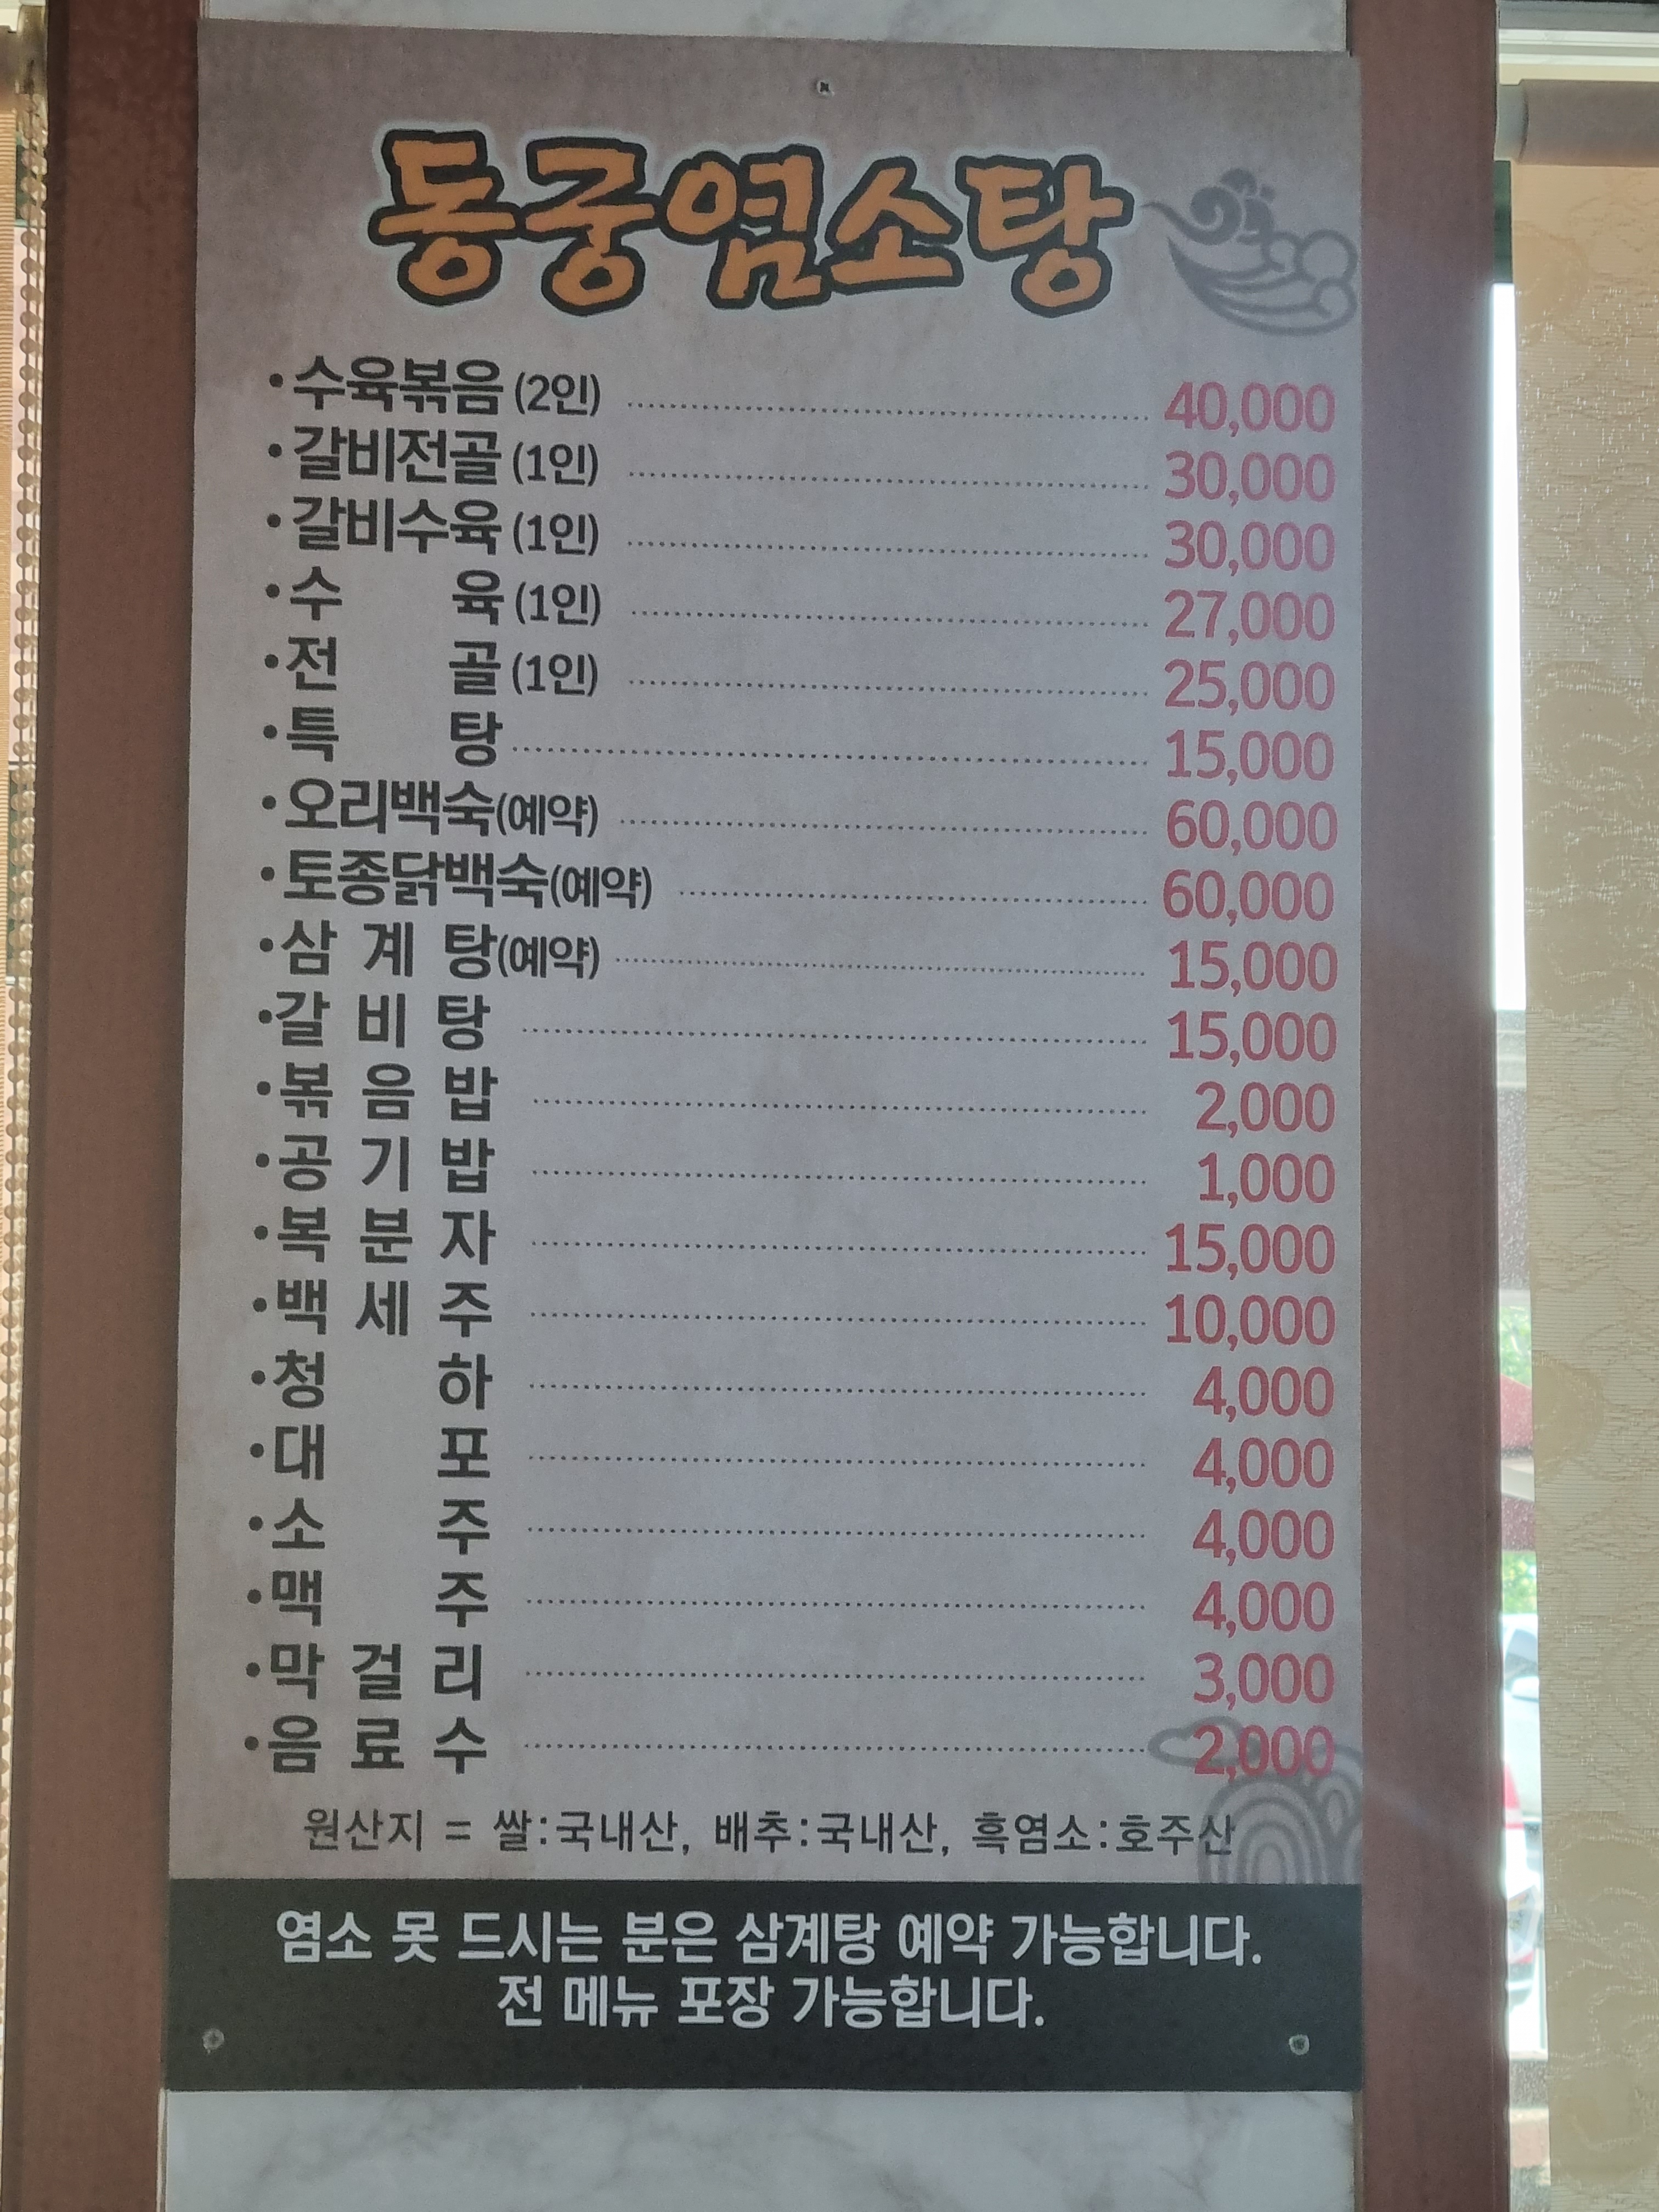 동궁염소탕
·수육볶음 (2인) 40,000
·갈비전골 (1인) 30,000
·갈비수육 (1인) 30,000
·수 육 (1인) 27,000
·전 골 (1인) 25,000
·특 탕 15,000
·오리백숙(예약) 60,000
·토종닭백숙(예약) 60,000
·삼 계 탕(예약) 15,000
·갈 비 탕 15,000
·볶 음 밥 2,000
·공 기 밥 1,000
·복 분 자 15,000
·백 세 주 10,000
·청 하 4,000
·대 포 4,000
·소 주 4,000
·맥 주 4,000
·막 걸 리 3,000
·음 료 수 2,000
원산지 = 쌀:국내산, 배추:국내산, 흑염소:호주산
염소 못 드시는 분은 삼계탕 예약 가능합니다.
전 메뉴 포장 가능합니다.